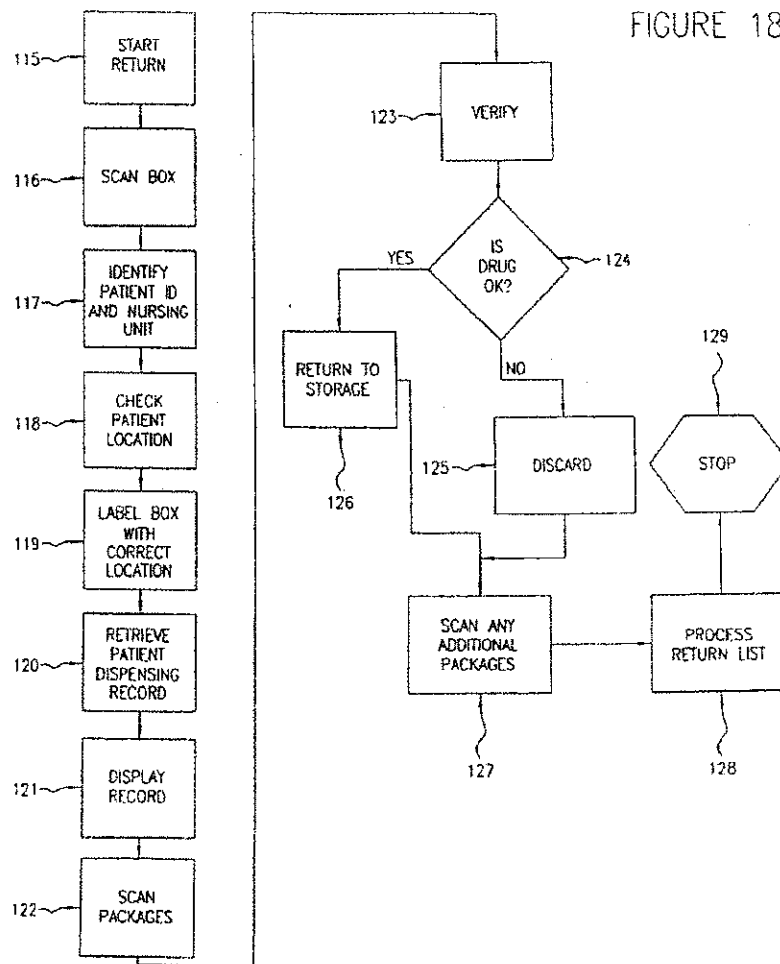 FIGURE 18
115
START
RETURN
116
SCAN BOX
117
IDENTIFY
PATIENT ID
AND NURSING
UNIT
118
CHECK
PATIENT
LOCATION
119
LABEL BOX
WITH
CORRECT
LOCATION
120
RETRIEVE
PATIENT
DISPENSING
RECORD
121
DISPLAY
RECORD
122
SCAN
PACKAGES
123
VERIFY
IS
DRUG
OK?
124
YES
NO
RETURN TO
STORAGE
126
125
DISCARD
129
STOP
SCAN ANY
ADDITIONAL
PACKAGES
127
PROCESS
RETURN LIST
128